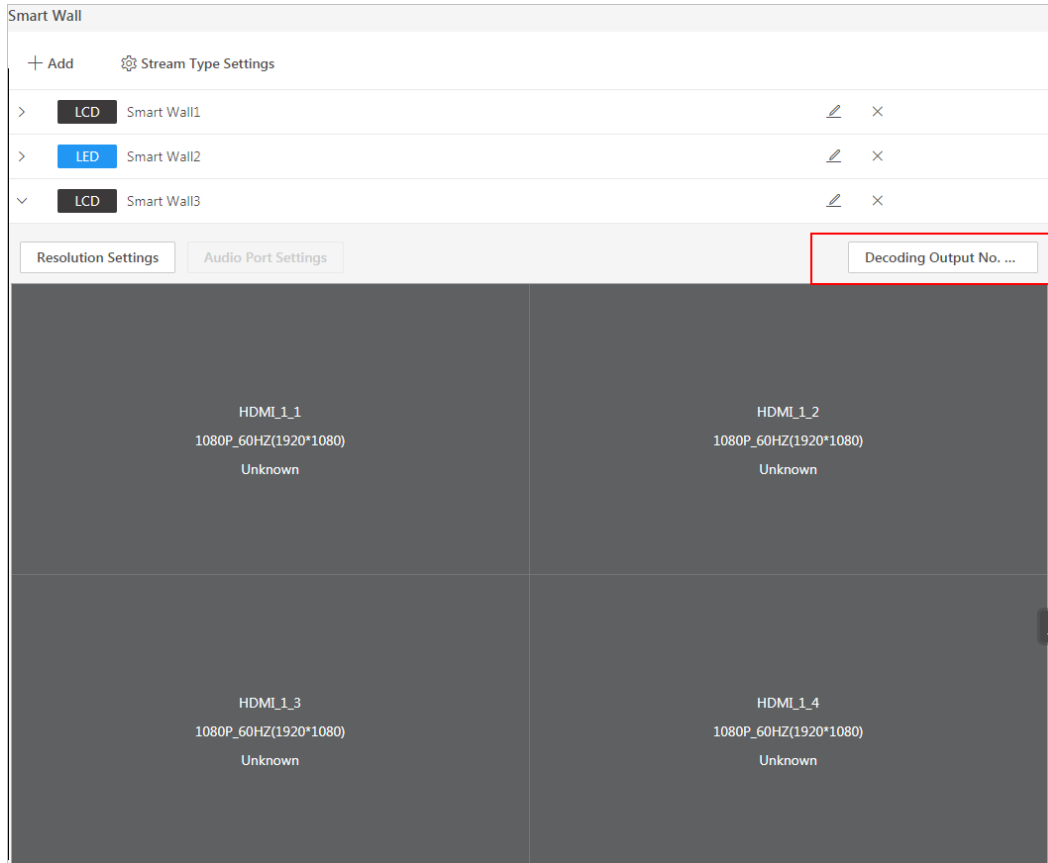 Smart Wall
Add
Stream Type Settings
LCD Smart Wall1
LED Smart Wall2
LCD Smart Wall3
Resolution Settings Audio Port Settings Decoding Output No. ...
HDMI_1_1
1080P_60HZ(1920*1080)
Unknown
HDMI_1_2
1080P_60HZ(1920*1080)
Unknown
HDMI_1_3
1080P_60HZ(1920*1080)
Unknown
HDMI_1_4
1080P_60HZ(1920*1080)
Unknown